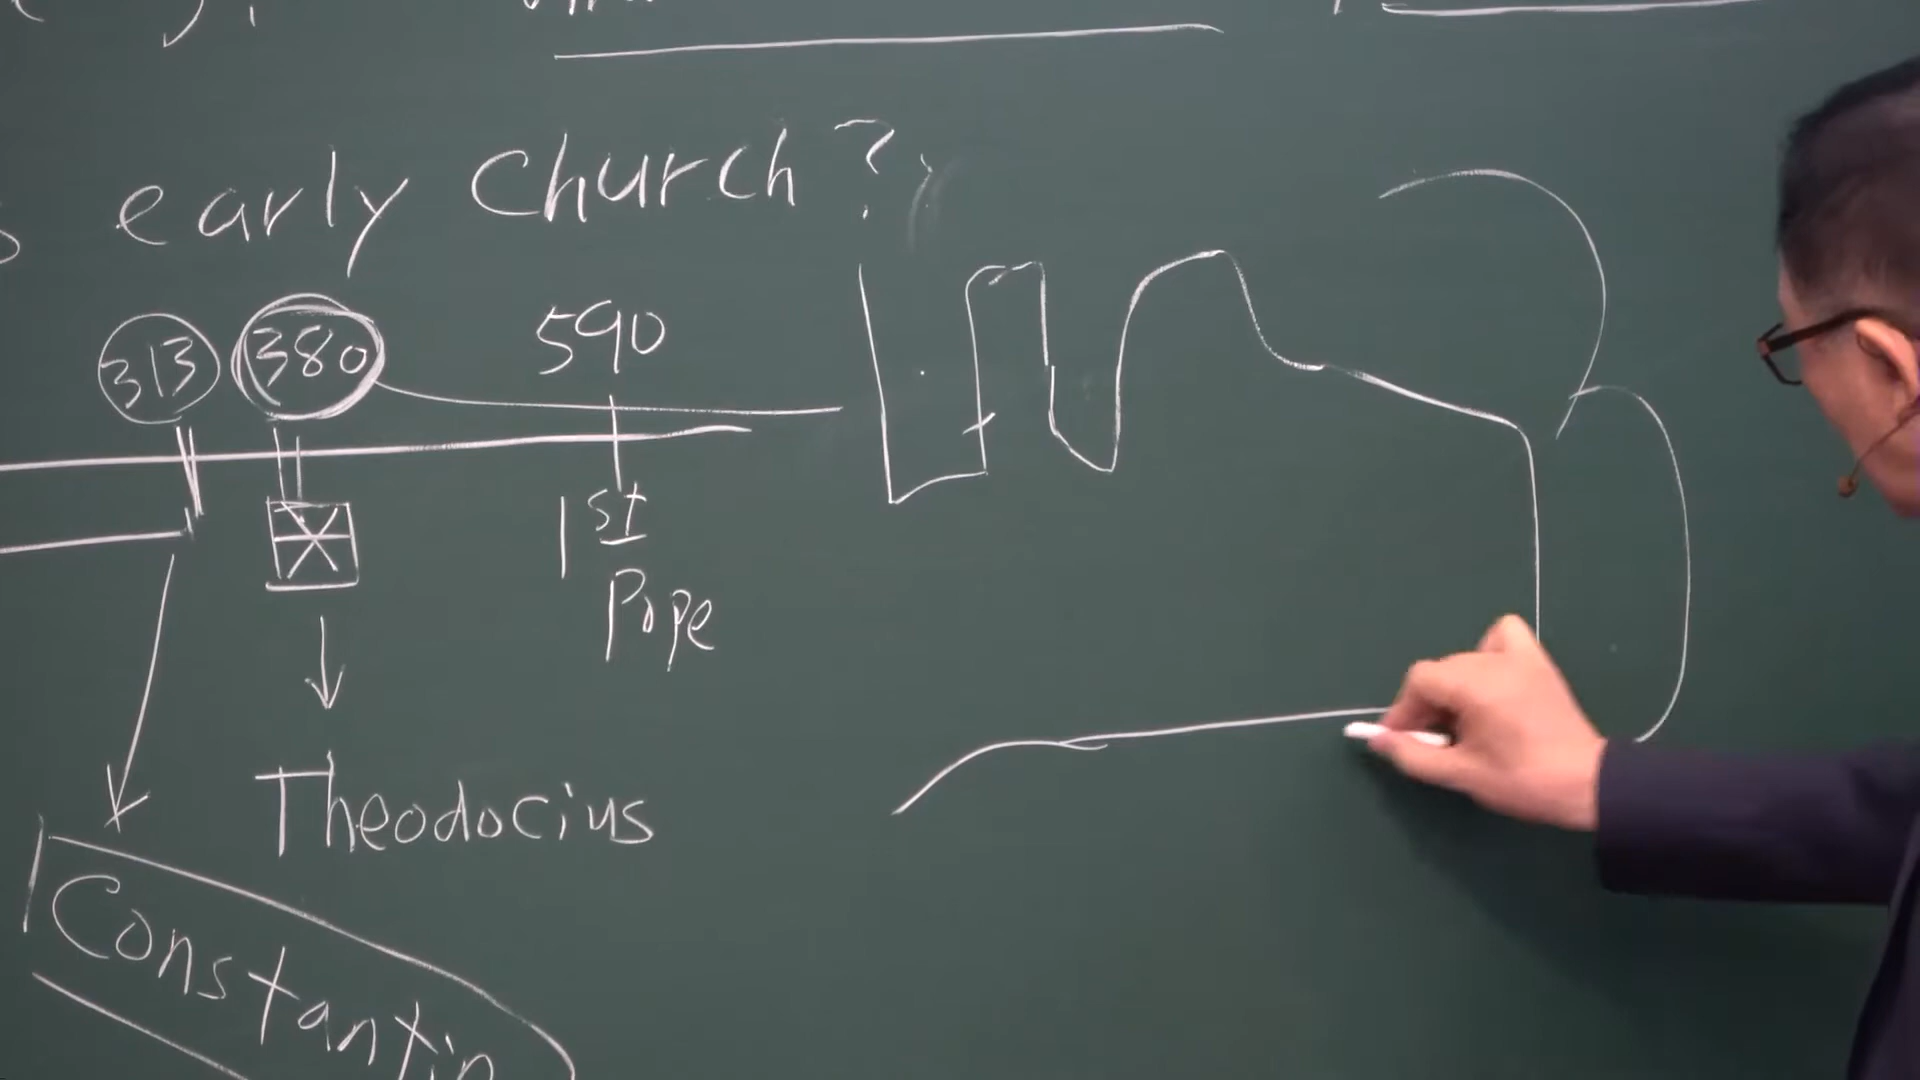 early Church?
313 380 590
1st
Pope
Theodocius
Constantin